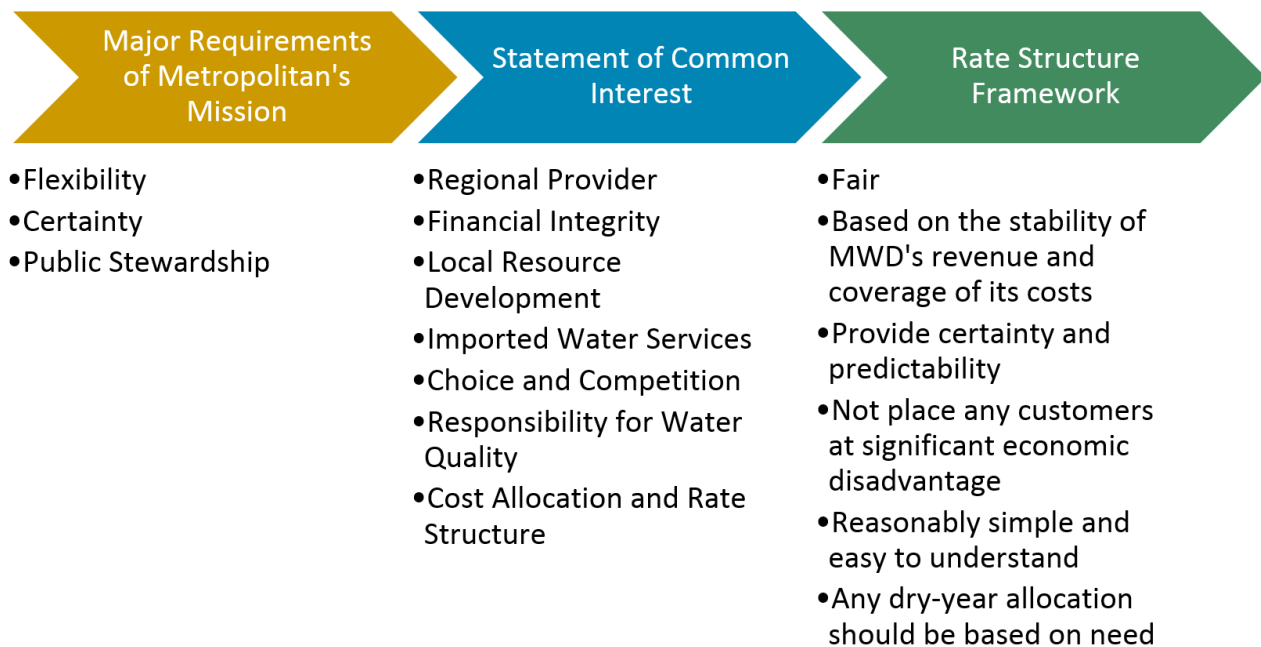 Major Requirements
of Metropolitan's
Mission
•Flexibility
•Certainty
•Public Stewardship
Statement of Common
Interest
•Regional Provider
•Financial Integrity
•Local Resource
Development
•Imported Water Services
•Choice and Competition
•Responsibility for Water
Quality
•Cost Allocation and Rate
Structure
Rate Structure
Framework
•Fair
•Based on the stability of
MWD's revenue and
coverage of its costs
•Provide certainty and
predictability
•Not place any customers
at significant economic
disadvantage
•Reasonably simple and
easy to understand
•Any dry-year allocation
should be based on need